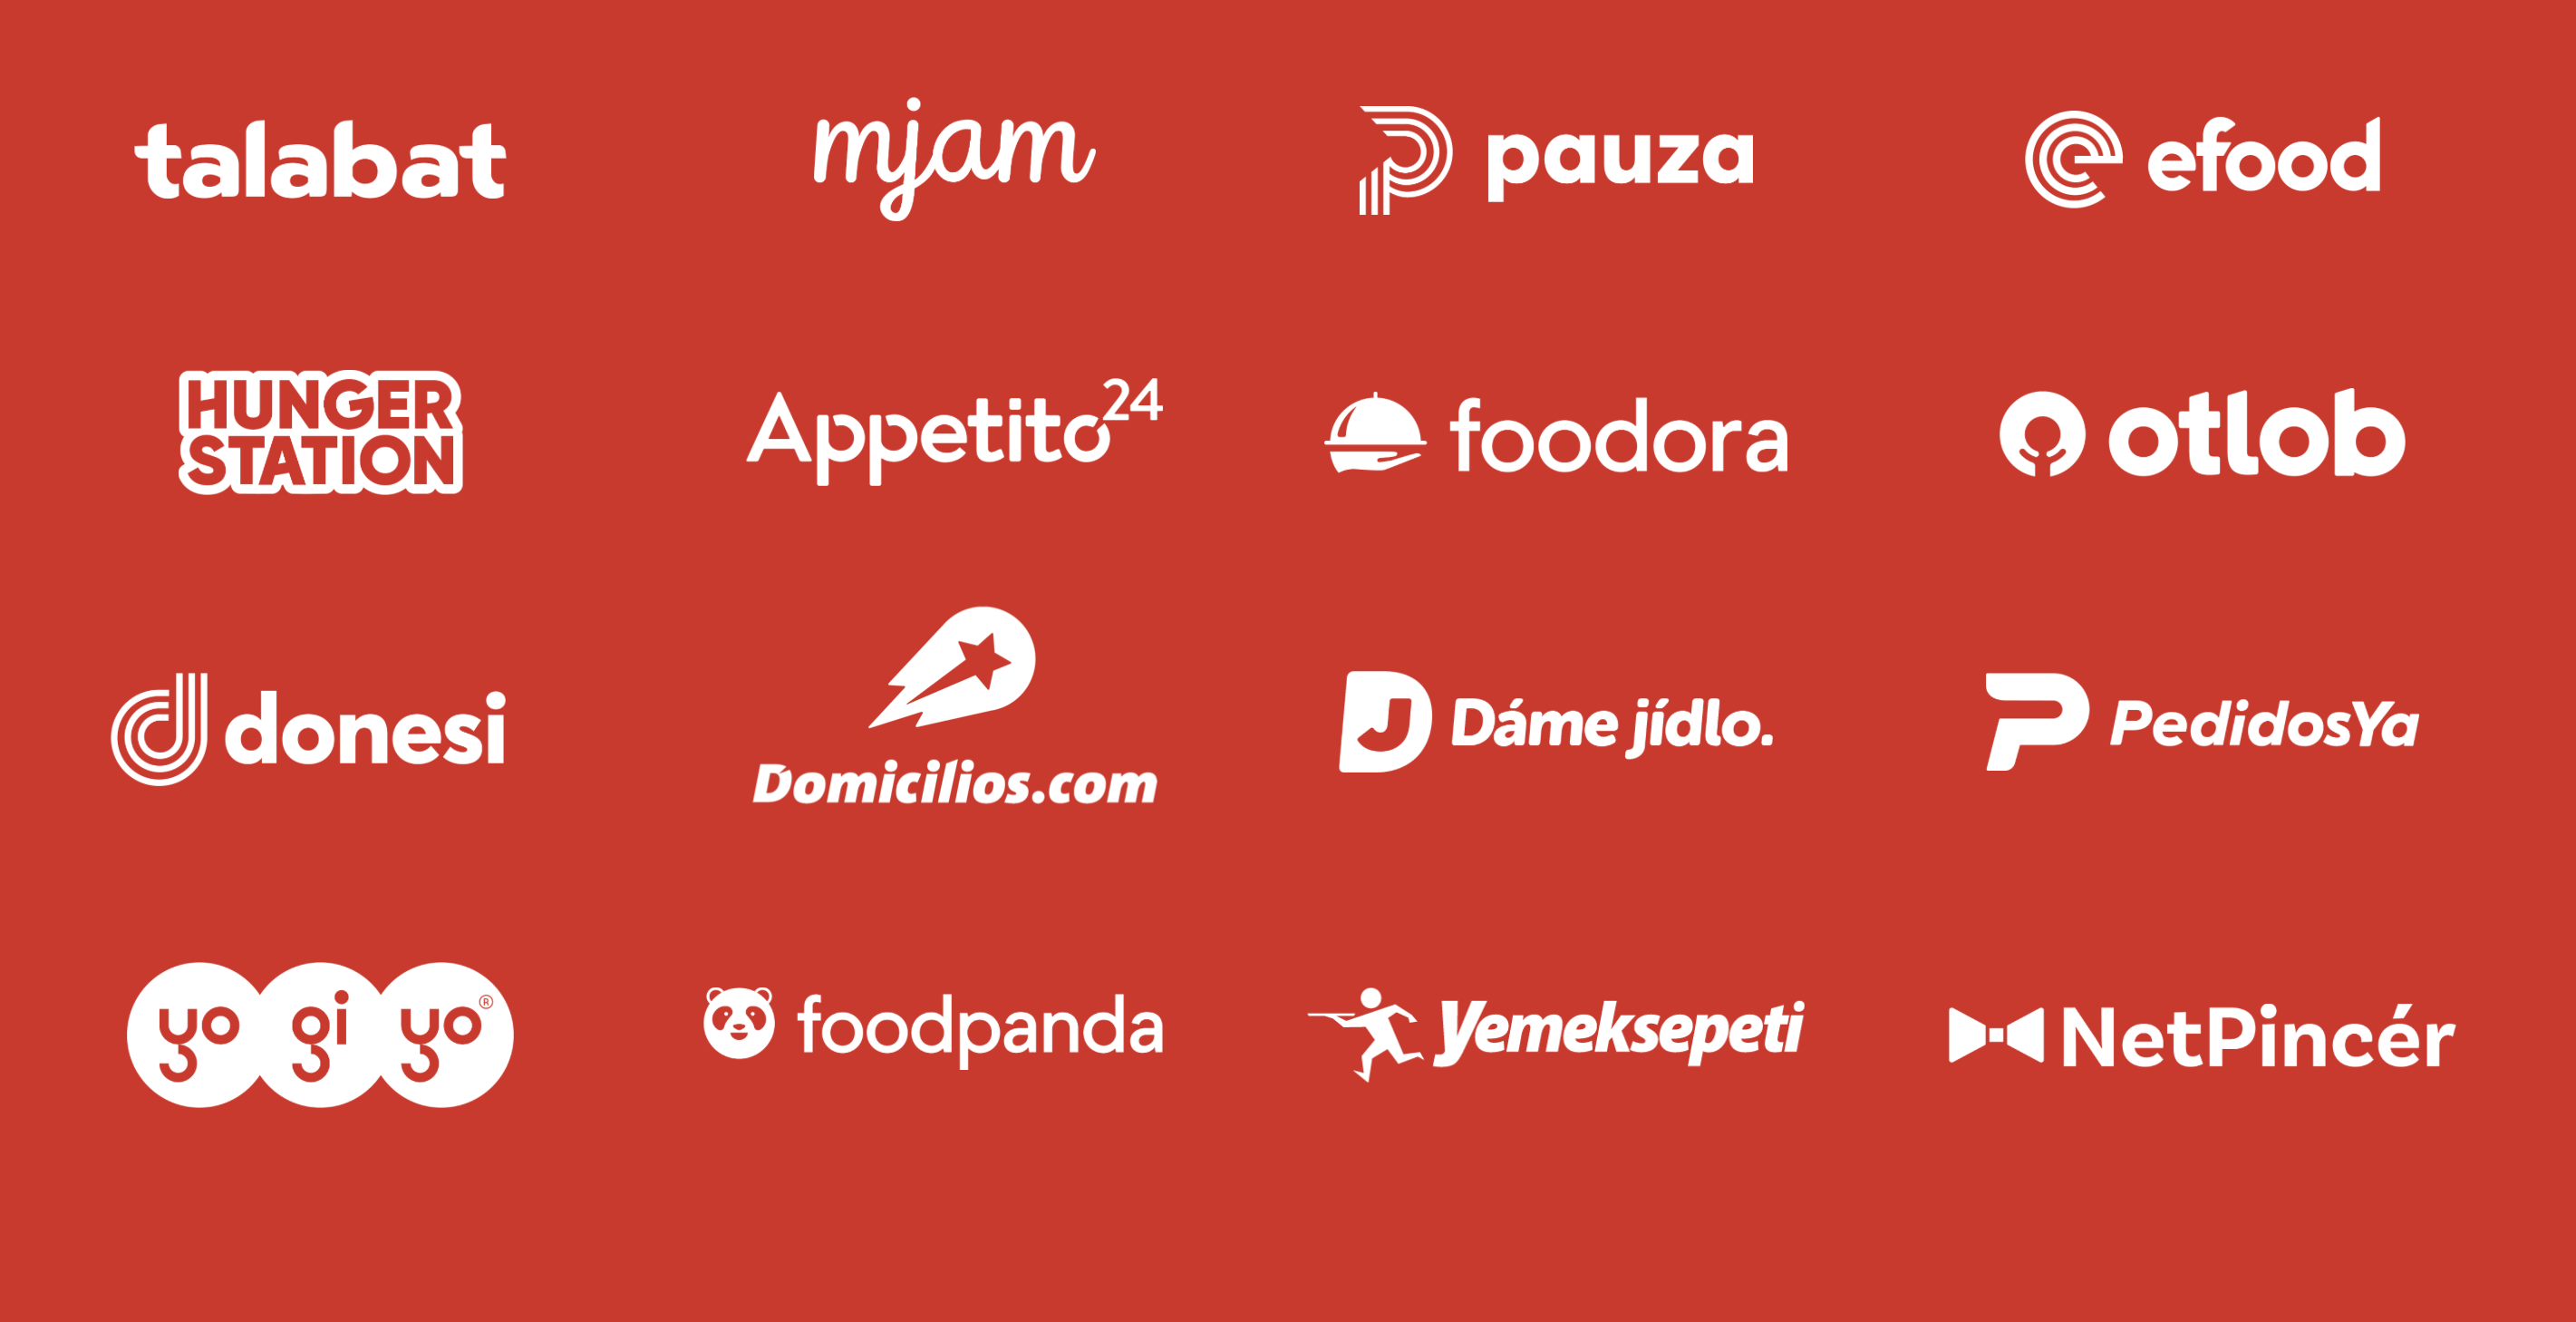 talabat
mjam
pauza
efood
HUNGER
STATION
Appetito24
foodora
otlob
donesi
Domicilios.com
DJ Dáme jídlo.
PedidosYa
yo gi yo®
foodpanda
Yemeksepeti
NetPincér